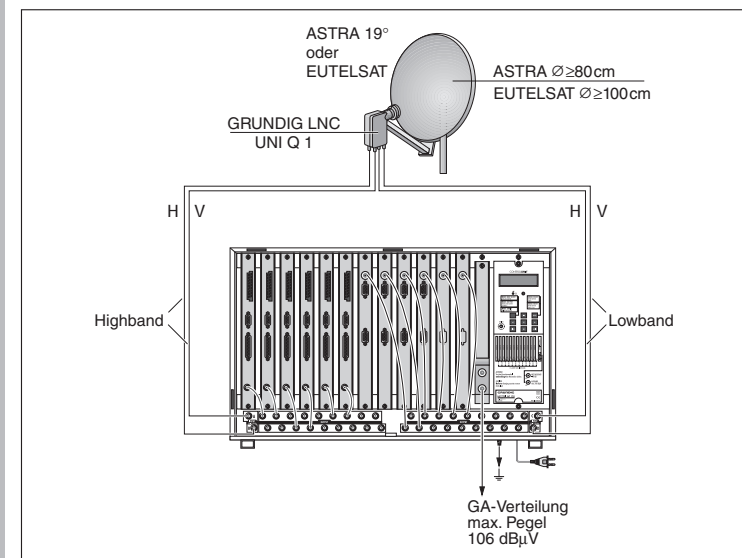 ASTRA 19°
oder
EUTELSAT
ASTRA Ø≥80cm
EUTELSAT Ø≥100cm
GRUNDIG LNC
UNI Q 1
H V
H V
Highband
Lowband
GA-Verteilung
max. Pegel
106 dBµV